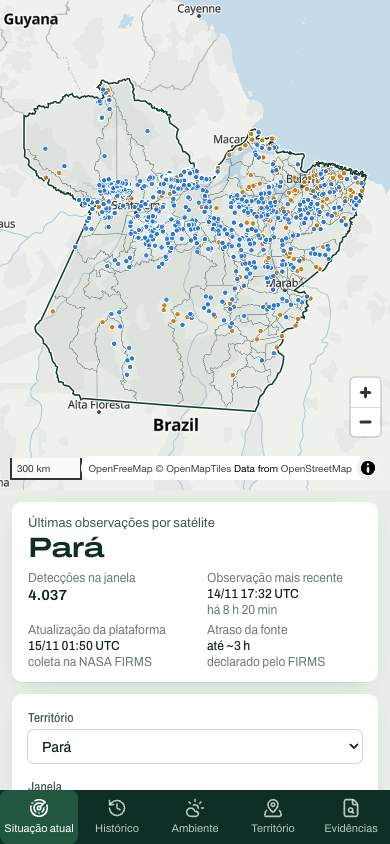 Cayenne
Guyana
Macap
Santarém
Marab
aus
Alta Floresta
Brazil
300 km
OpenFreeMap © OpenMapTiles Data from OpenStreetMap
Últimas observações por satélite
Pará
Detecções na janela
4.037
Observação mais recente
14/11 17:32 UTC
há 8 h 20 min
Atualização da plataforma
15/11 01:50 UTC
coleta na NASA FIRMS
Atraso da fonte
até ~3 h
declarado pelo FIRMS
Território
Pará
Janela
Situação atual
Histórico
Ambiente
Território
Evidências